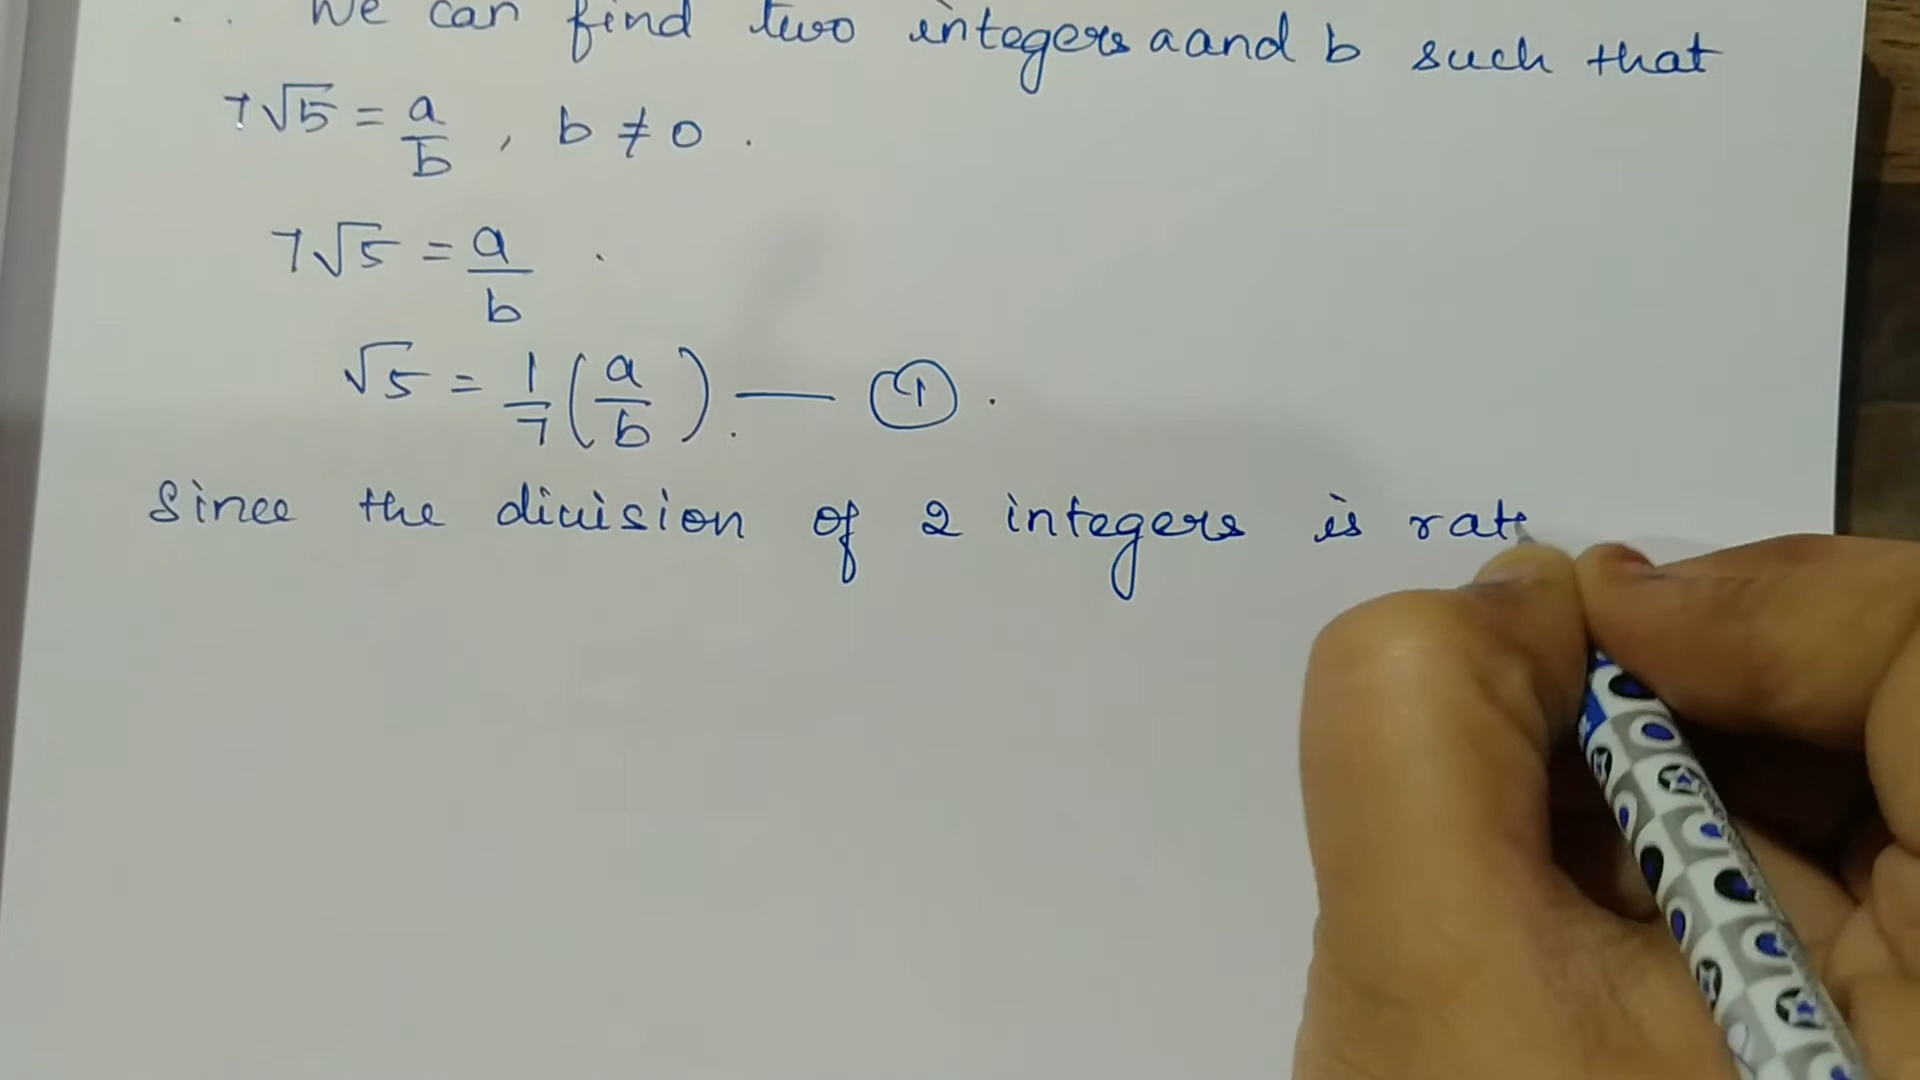 ∴ We can find two integers a and b such that
7√5 = a/b , b ≠ 0 .
7√5 = a/b .
√5 = 1/7 (a/b) . — ① .
Since the division of 2 integers is rat